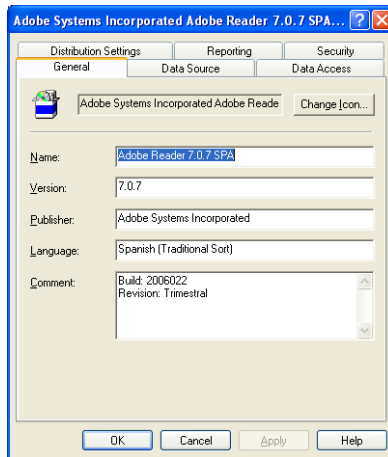 Adobe Systems Incorporated Adobe Reader 7.0.7 SPA...
Distribution Settings Reporting Security
General Data Source Data Access
Adobe Systems Incorporated Adobe Reade Change Icon...
Name: Adobe Reader 7.0.7 SPA
Version: 7.0.7
Publisher: Adobe Systems Incorporated
Language: Spanish (Traditional Sort)
Comment: Build: 2006022
Revision: Trimestral
OK Cancel Apply Help